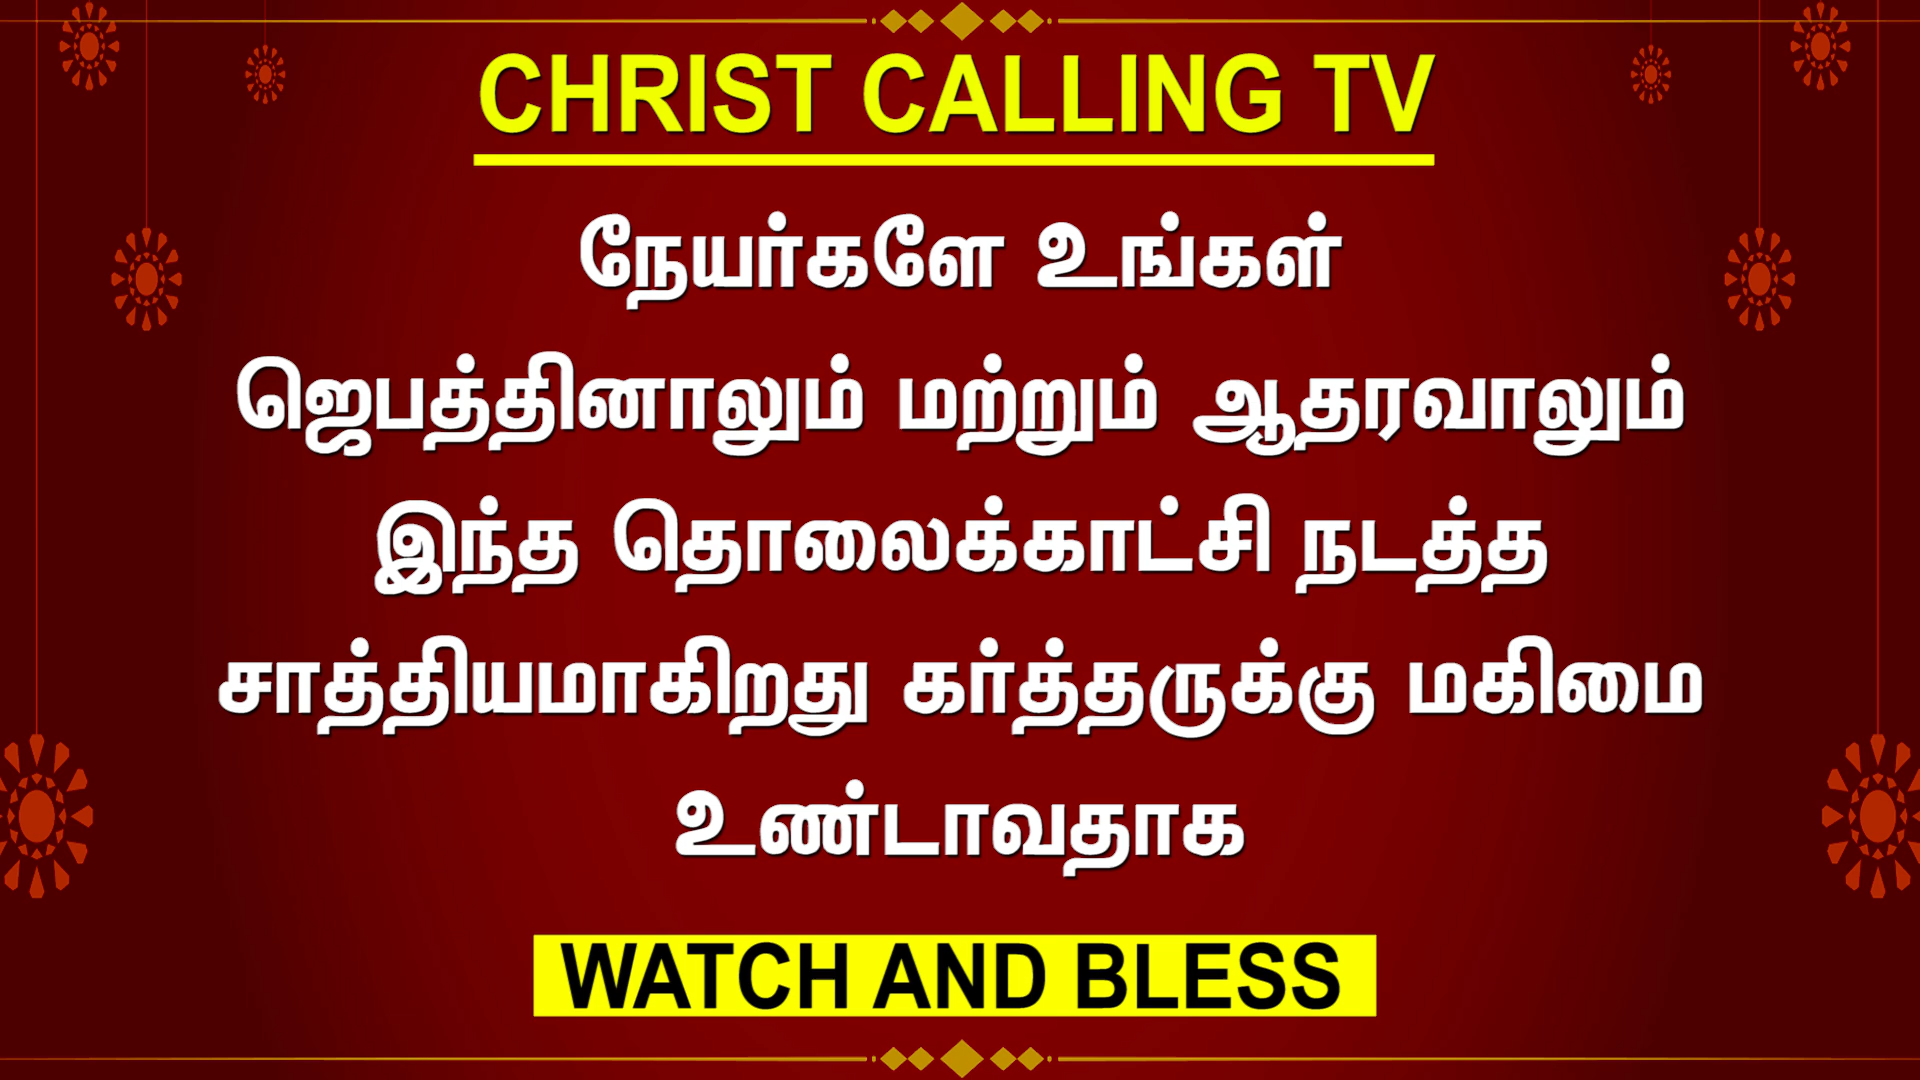 CHRIST CALLING TV
நேயர்களே உங்கள்
ஜெபத்தினாலும் மற்றும் ஆதரவாலும்
இந்த தொலைக்காட்சி நடத்த
சாத்தியமாகிறது கர்த்தருக்கு மகிமை
உண்டாவதாக
WATCH AND BLESS